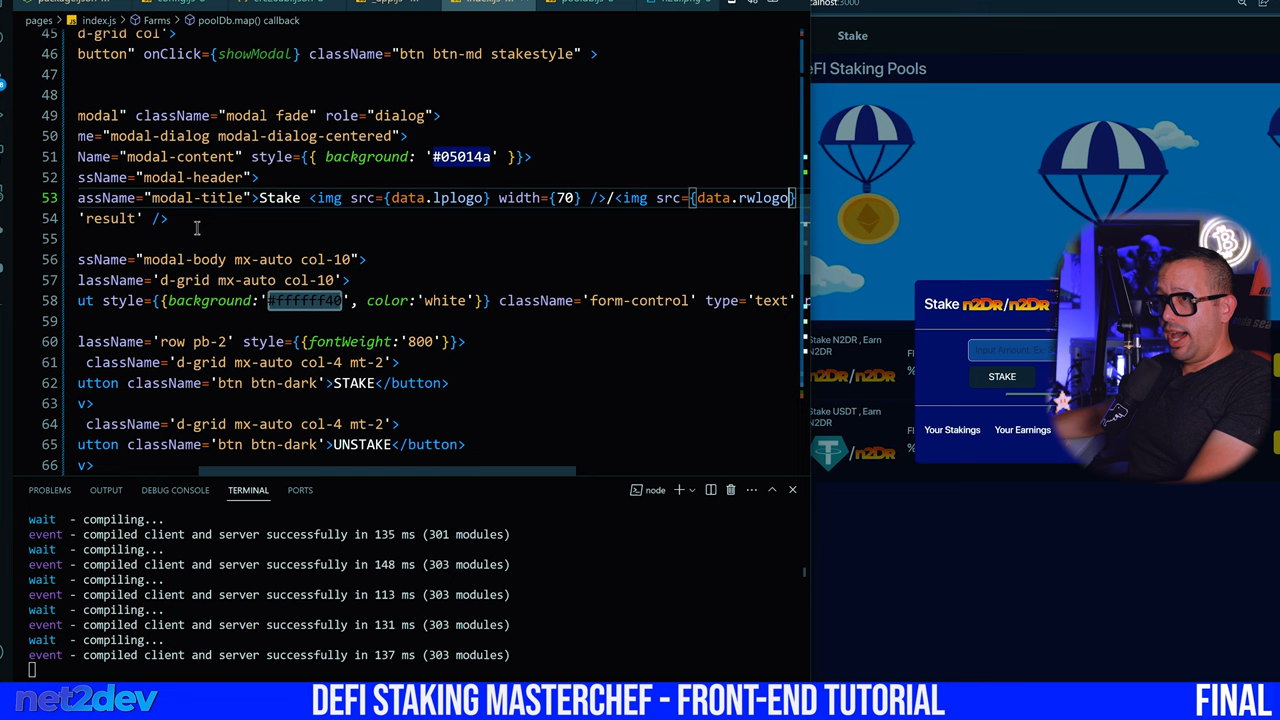 pages > index.js > Farms > poolDb.map() callback
45 d-grid col'>
46 button" onClick={showModal} className="btn btn-md stakestyle" >
47
48
49 modal" className="modal fade" role="dialog">
50 me="modal-dialog modal-dialog-centered">
51 Name="modal-content" style={{ background: '#05014a' }}>
52 ssName="modal-header">
53 assName="modal-title">Stake <img src={data.lplogo} width={70} />/<img src={data.rwlogo}
54 'result' />
55
56 ssName="modal-body mx-auto col-10">
57 lassName='d-grid mx-auto col-10'>
58 ut style={{background:'#ffffff40', color:'white'}} className='form-control' type='text'
59
60 lassName='row pb-2' style={{fontWeight:'800'}}>
61 className='d-grid mx-auto col-4 mt-2'>
62 utton className='btn btn-dark'>STAKE</button>
63 v>
64 className='d-grid mx-auto col-4 mt-2'>
65 utton className='btn btn-dark'>UNSTAKE</button>
66 v>
PROBLEMS OUTPUT DEBUG CONSOLE TERMINAL PORTS node
wait - compiling...
event - compiled client and server successfully in 135 ms (301 modules)
wait - compiling...
event - compiled client and server successfully in 148 ms (303 modules)
wait - compiling...
event - compiled client and server successfully in 113 ms (303 modules)
wait - compiling...
event - compiled client and server successfully in 131 ms (303 modules)
wait - compiling...
event - compiled client and server successfully in 137 ms (303 modules)
Stake
eFI Staking Pools
Stake N2DR , Earn
N2DR
n2DR/n2DR
Stake USDT , Earn
N2DR
/n2DR
Stake n2DR/n2DR
Input Amount: Ex.
STAKE
Your Stakings Your Earnings
net2dev DEFI STAKING MASTERCHEF - FRONT-END TUTORIAL FINAL